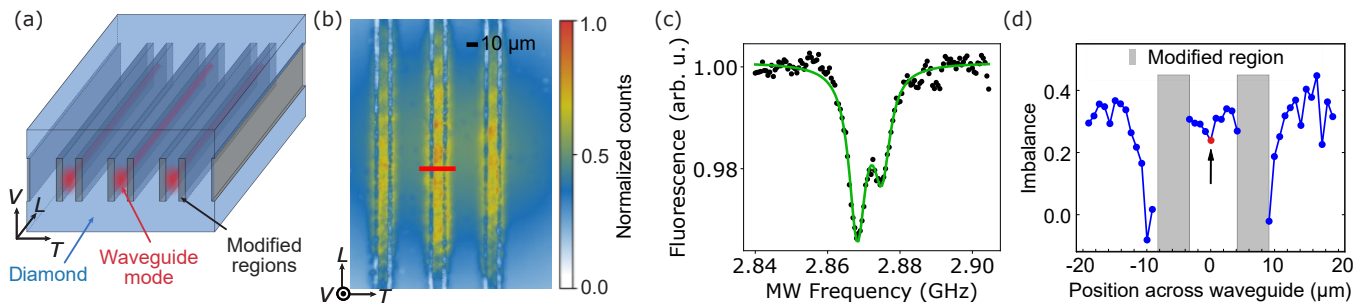 (a)
V
L
T
Diamond
Waveguide
mode
Modified
regions
(b)
10 µm
L
V
T
1.0
0.5
0.0
Normalized counts
(c)
Fluorescence (arb. u.)
1.00
0.98
2.84
2.86
2.88
2.90
MW Frequency (GHz)
(d)
Modified region
Imbalance
0.4
0.2
0.0
-20
-10
0
10
20
Position across waveguide (µm)